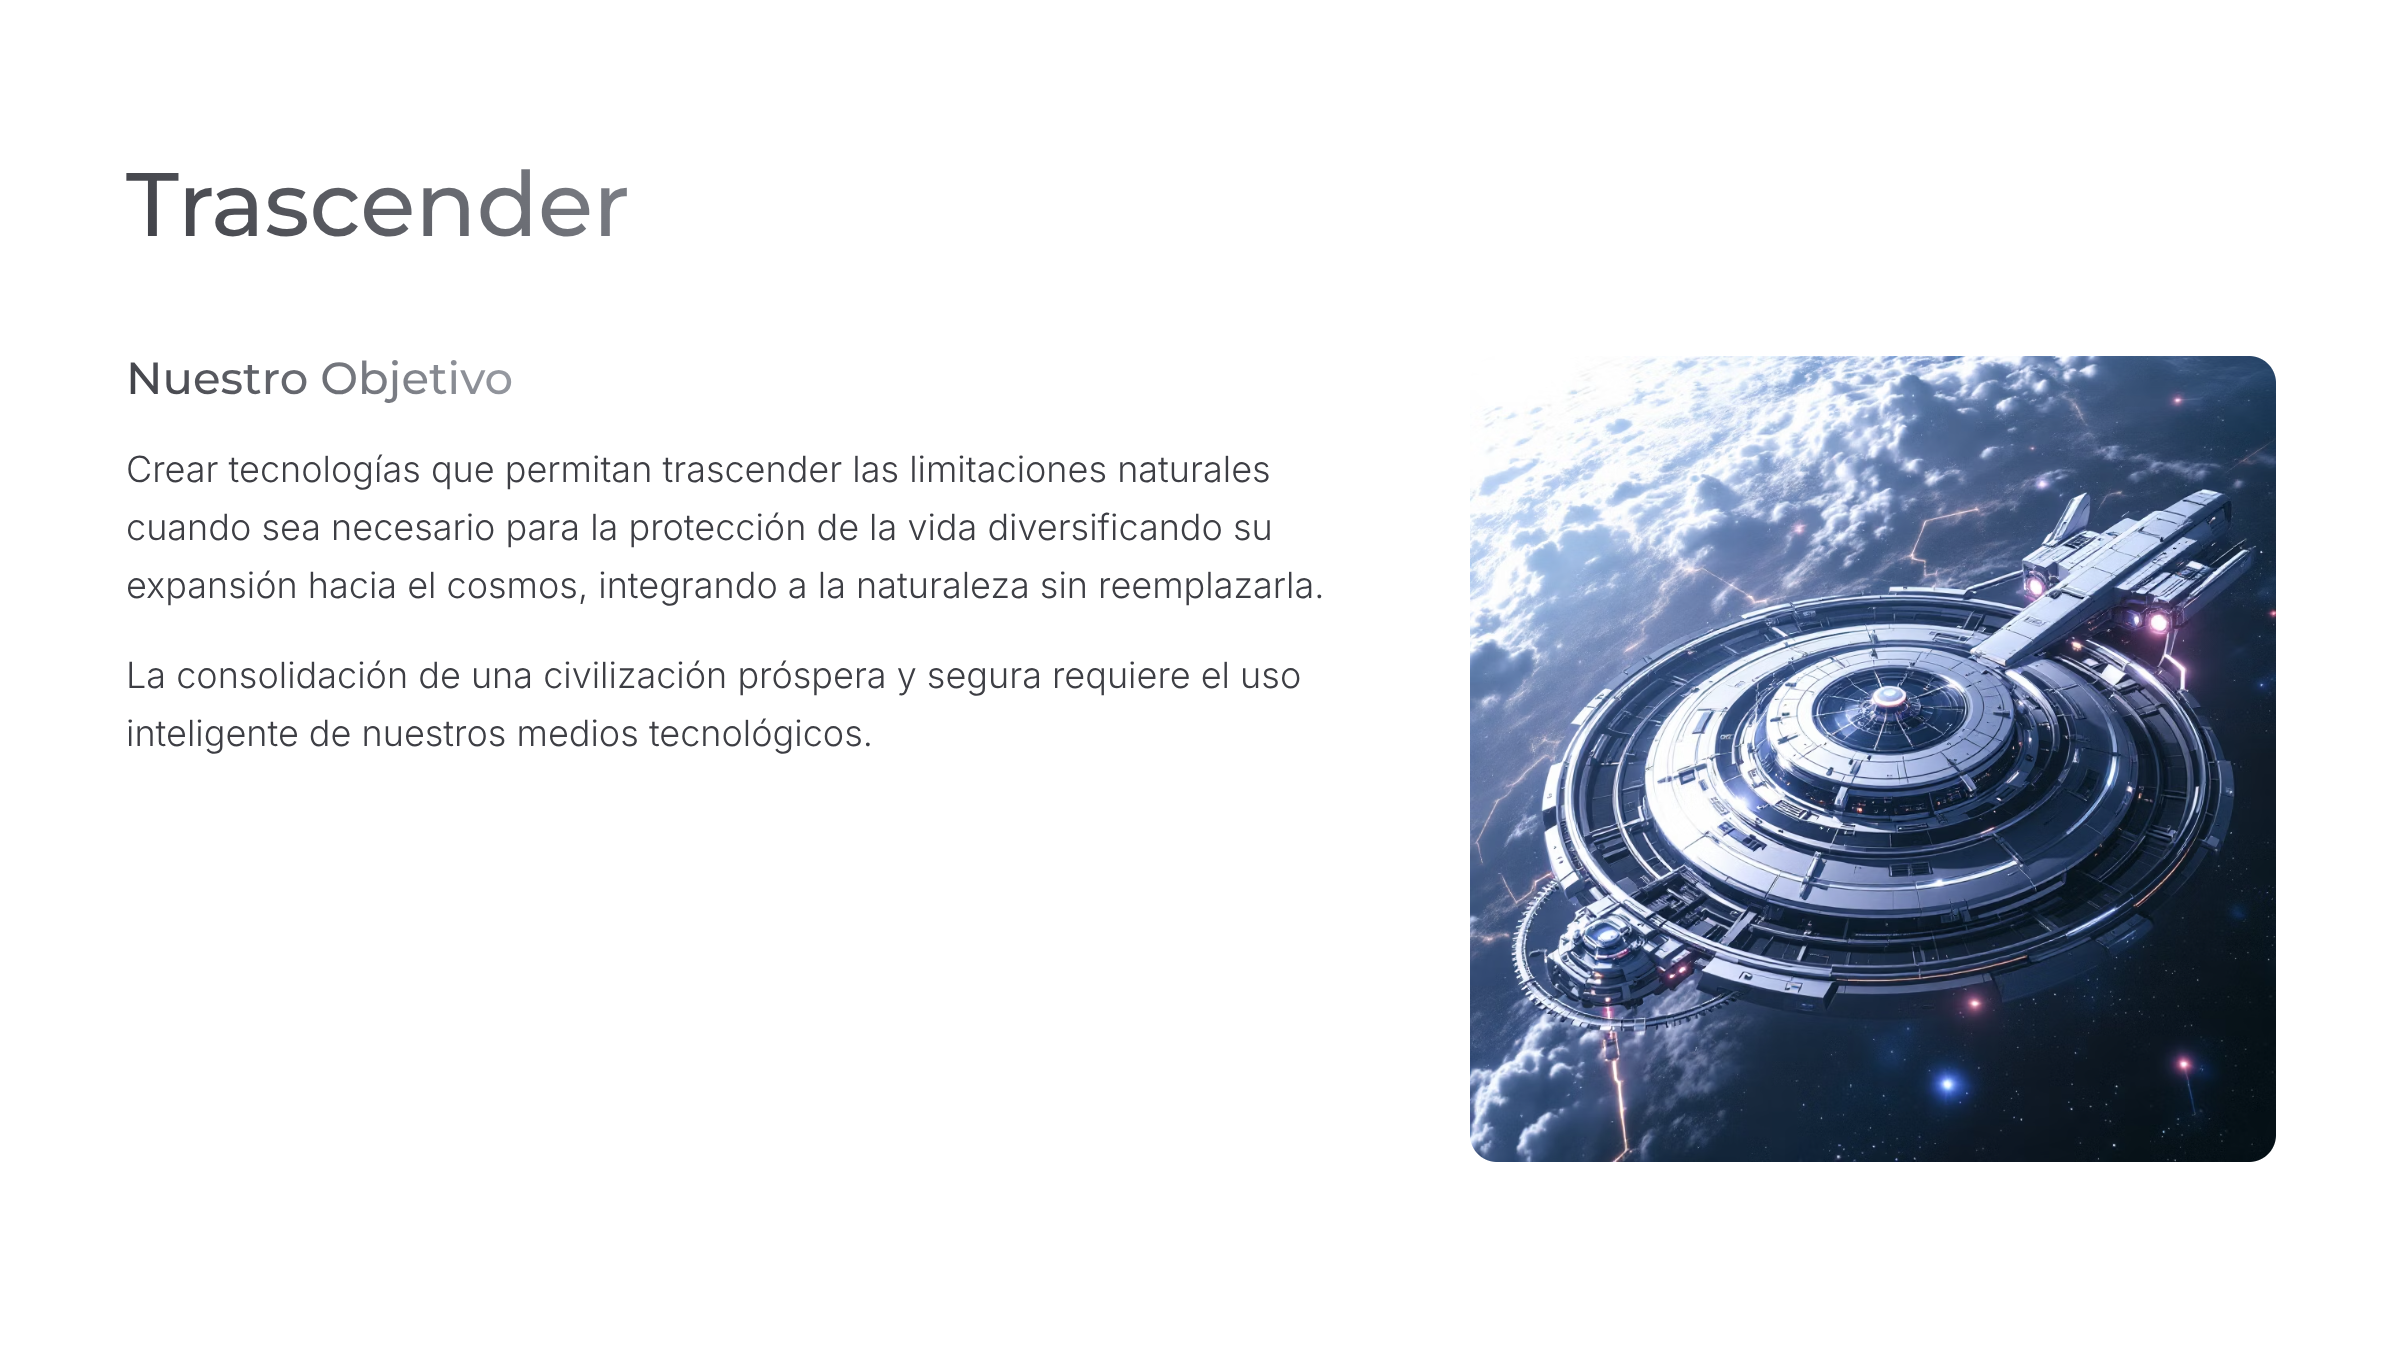 Trascender
Nuestro Objetivo
Crear tecnologías que permitan trascender las limitaciones naturales
cuando sea necesario para la protección de la vida diversificando su
expansión hacia el cosmos, integrando a la naturaleza sin reemplazarla.
La consolidación de una civilización próspera y segura requiere el uso
inteligente de nuestros medios tecnológicos.